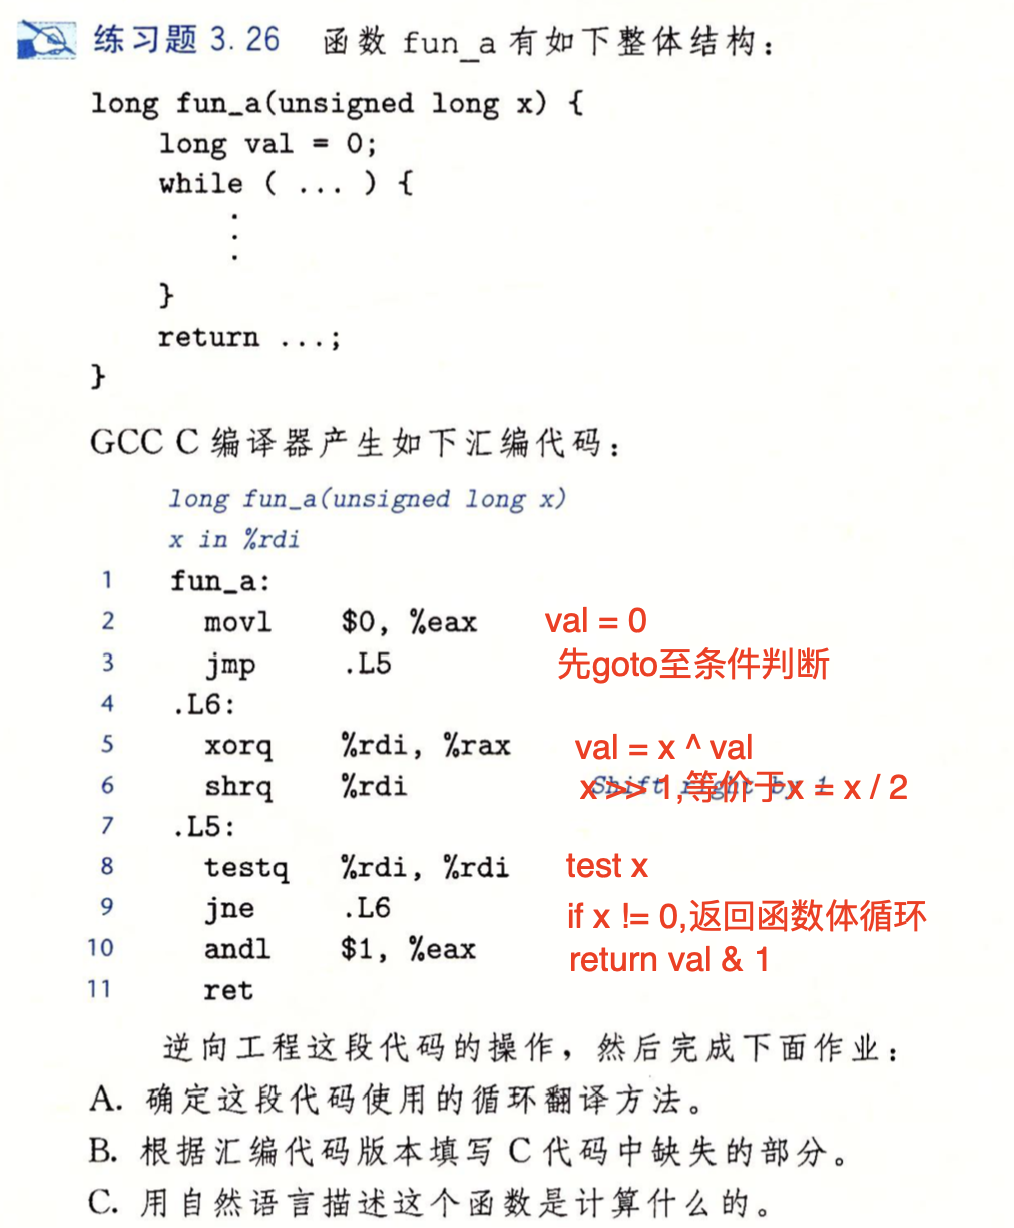 练习题 3.26 函数 fun_a 有如下整体结构：
long fun_a(unsigned long x) {
long val = 0;
while ( ... ) {
⋮
}
return ...;
}
GCC C 编译器产生如下汇编代码：
long fun_a(unsigned long x)
x in %rdi
1 fun_a:
2 movl $0, %eax val = 0
3 jmp .L5 先goto至条件判断
4 .L6:
5 xorq %rdi, %rax val = x ^ val
6 shrq %rdi Shift right by 1 x >> 1,等价于x = x / 2
7 .L5:
8 testq %rdi, %rdi test x
9 jne .L6 if x != 0,返回函数体循环
10 andl $1, %eax return val & 1
11 ret
逆向工程这段代码的操作，然后完成下面作业：
A. 确定这段代码使用的循环翻译方法。
B. 根据汇编代码版本填写 C 代码中缺失的部分。
C. 用自然语言描述这个函数是计算什么的。